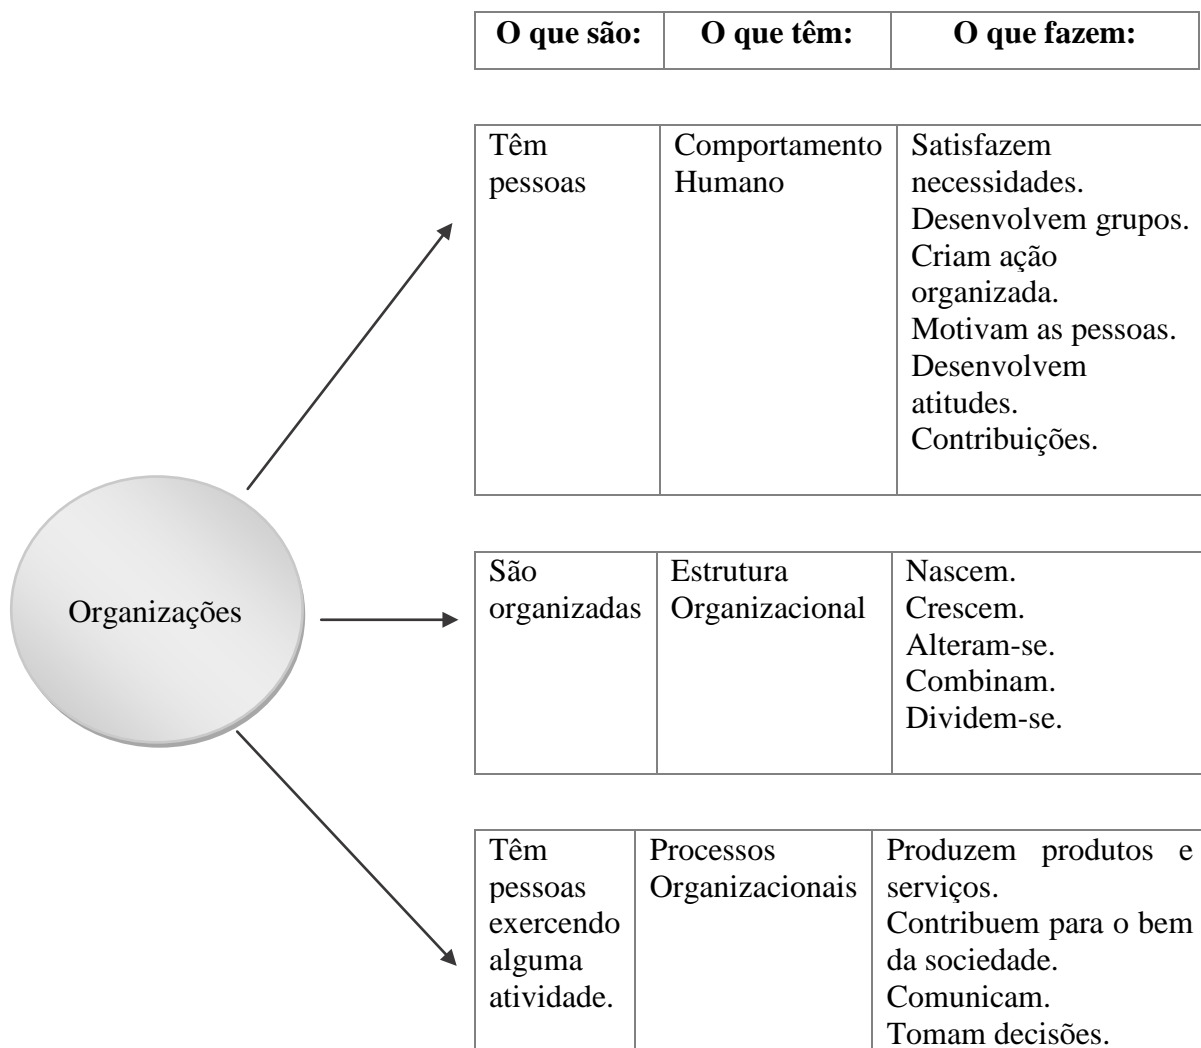 O que são:
O que têm:
O que fazem:
Têm
pessoas
Comportamento
Humano
Satisfazem
necessidades.
Desenvolvem grupos.
Criam ação
organizada.
Motivam as pessoas.
Desenvolvem
atitudes.
Contribuições.
Organizações
São
organizadas
Estrutura
Organizacional
Nascem.
Crescem.
Alteram-se.
Combinam.
Dividem-se.
Têm
pessoas
exercendo
alguma
atividade.
Processos
Organizacionais
Produzem produtos e
serviços.
Contribuem para o bem
da sociedade.
Comunicam.
Tomam decisões.